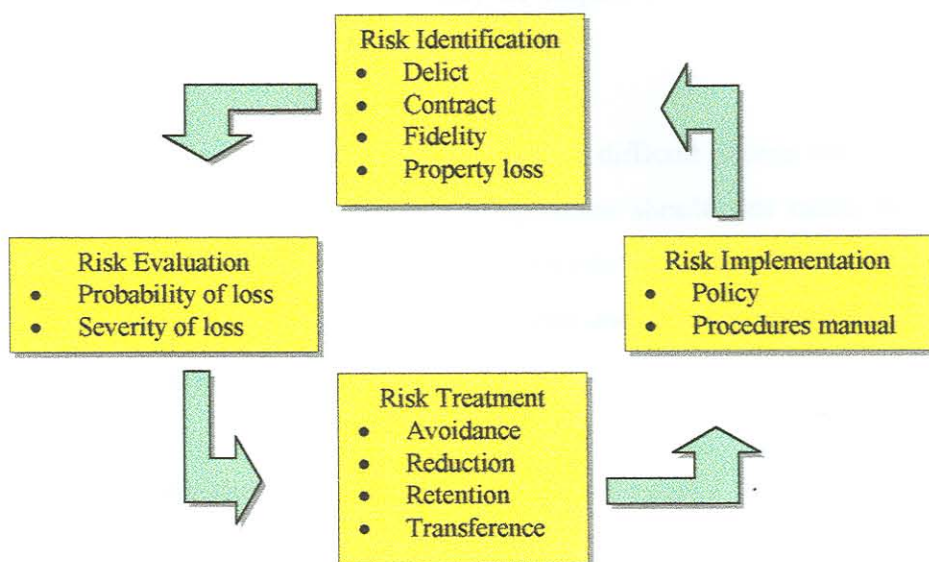 Risk Identification
• Delict
• Contract
• Fidelity
• Property loss
Risk Evaluation
• Probability of loss
• Severity of loss
Risk Treatment
• Avoidance
• Reduction
• Retention
• Transference
Risk Implementation
• Policy
• Procedures manual